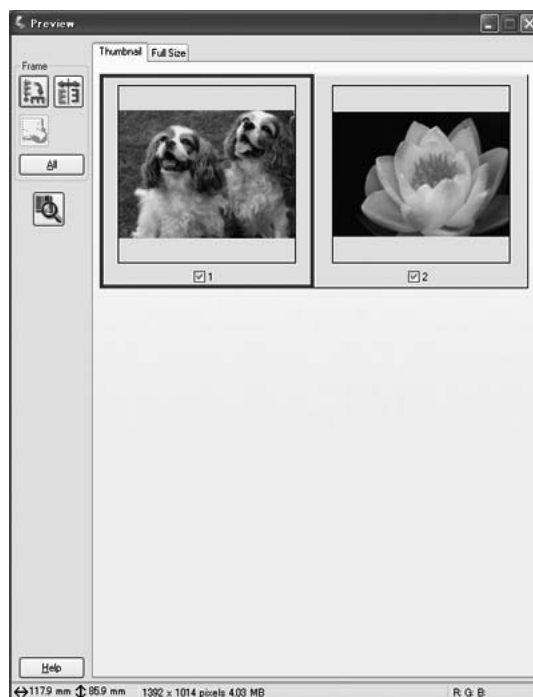 Preview
Thumbnail Full Size
Frame
All
1 2
Help
117.9 mm 85.9 mm 1392 x 1014 pixels 4.03 MB R: G: B: